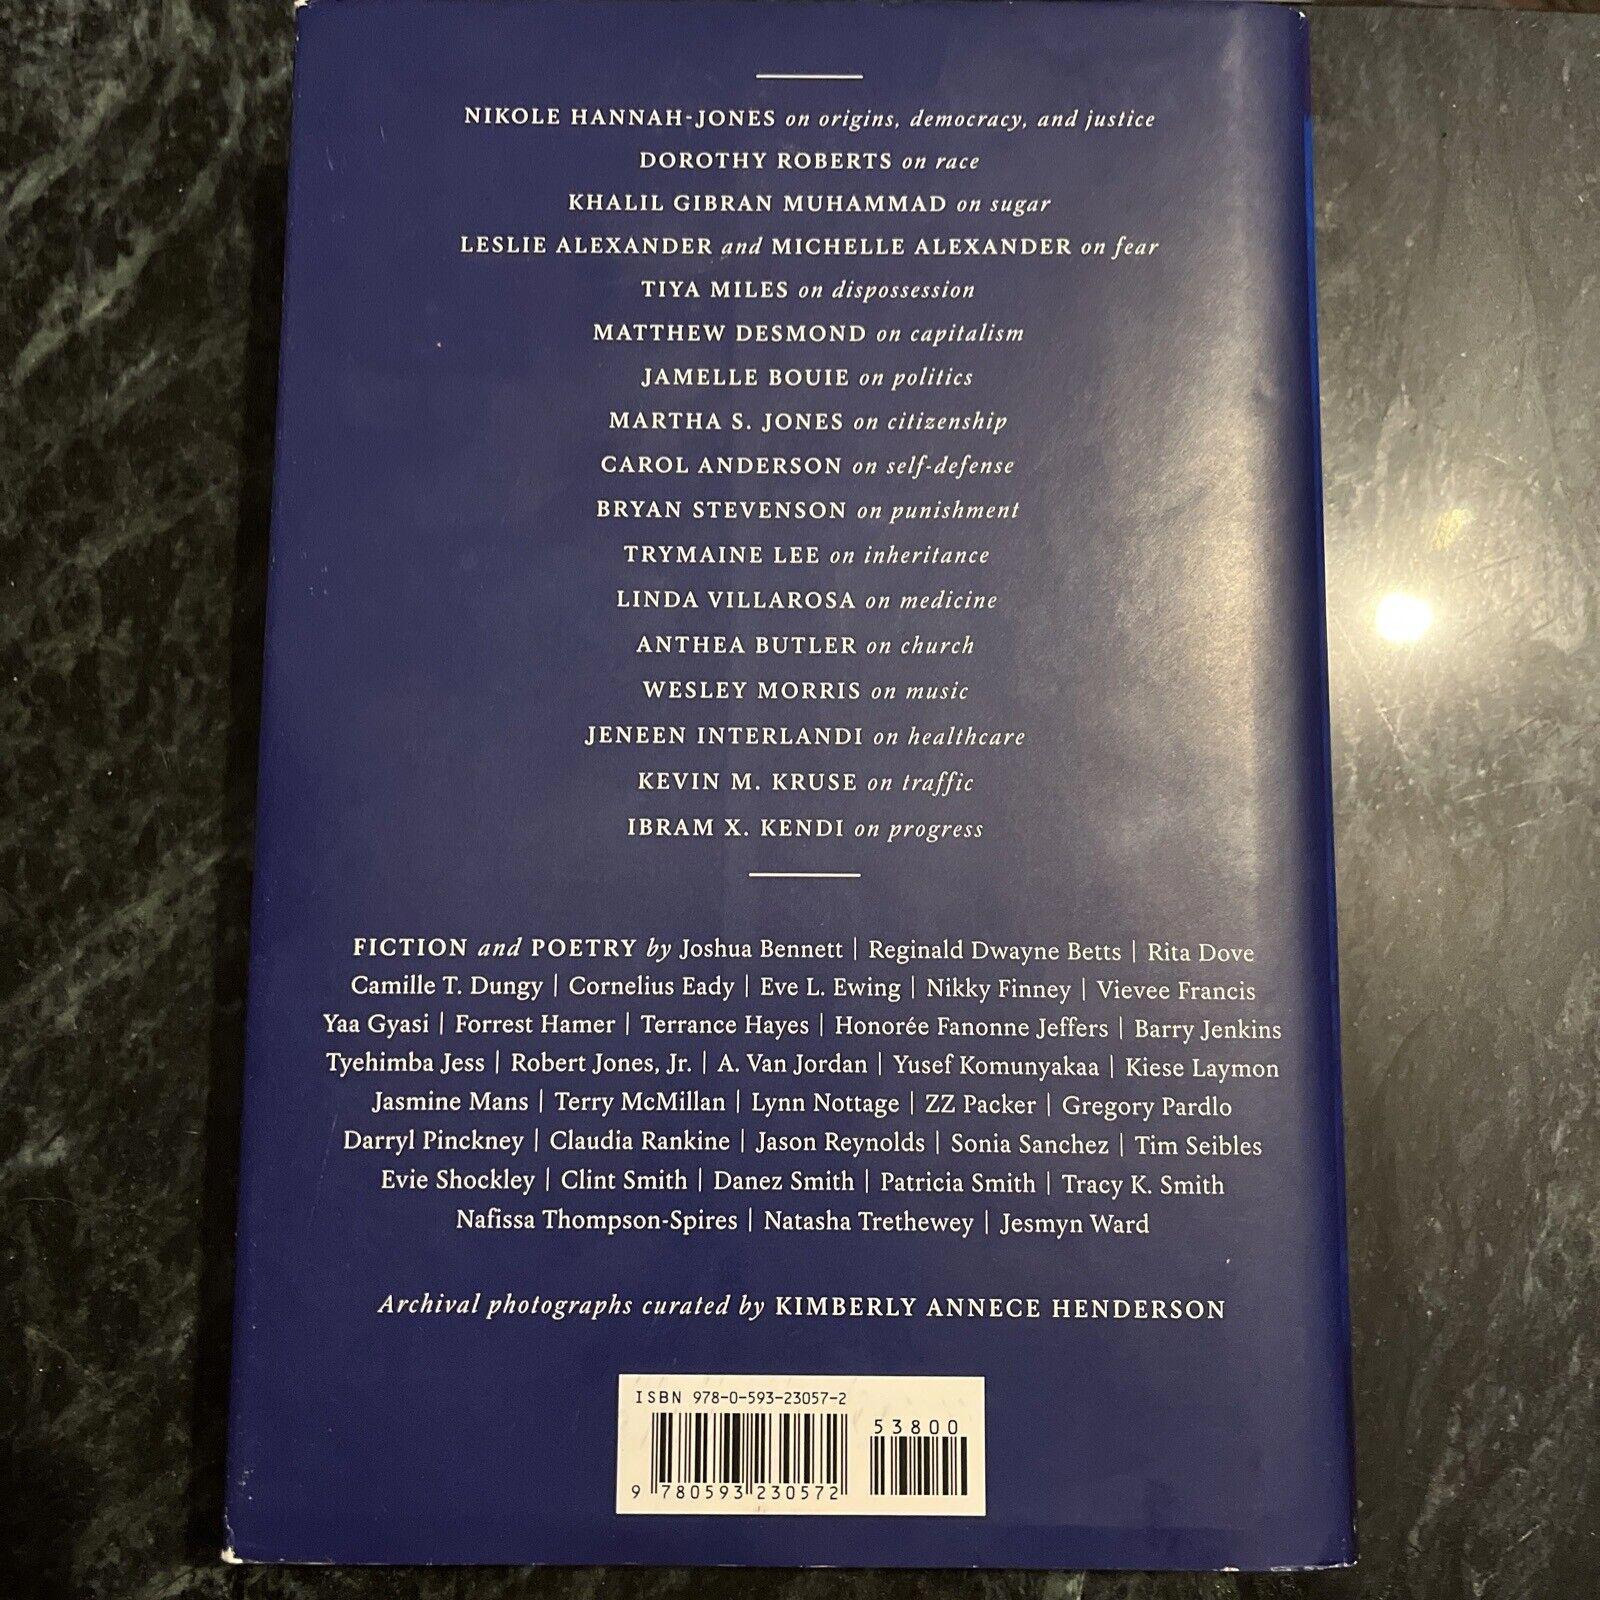 NIKOLE HANNAH-JONES on origins, democracy, and justice
DOROTHY ROBERTS on race
KHALIL GIBRAN MUHAMMAD on sugar
LESLIE ALEXANDER and MICHELLE ALEXANDER on fear
TIYA MILES on dispossession
MATTHEW DESMOND on capitalism
JAMELLE BOUIE on politics
MARTHA S. JONES on citizenship
CAROL ANDERSON on self-defense
BRYAN STEVENSON on punishment
TRYMAINE LEE on inheritance
LINDA VILLAROSA on medicine
ANTHEA BUTLER on church
WESLEY MORRIS on music
JENEEN INTERLANDI on healthcare
KEVIN M. KRUSE on traffic
IBRAM X. KENDI on progress
FICTION and POETRY by Joshua Bennett | Reginald Dwayne Betts | Rita Dove
Camille T. Dungy | Cornelius Eady | Eve L. Ewing | Nikky Finney | Vievee Francis
Yaa Gyasi | Forrest Hamer | Terrance Hayes | Honorée Fanonne Jeffers | Barry Jenkins
Tyehimba Jess | Robert Jones, Jr. | A. Van Jordan | Yusef Komunyakaa | Kiese Laymon
Jasmine Mans | Terry McMillan | Lynn Nottage | ZZ Packer | Gregory Pardlo
Darryl Pinckney | Claudia Rankine | Jason Reynolds | Sonia Sanchez | Tim Seibles
Evie Shockley | Clint Smith | Danez Smith | Patricia Smith | Tracy K. Smith
Nafissa Thompson-Spires | Natasha Trethewey | Jesmyn Ward
Archival photographs curated by KIMBERLY ANNECE HENDERSON
ISBN 978-0-593-23057-2
53800
9 780593 230572